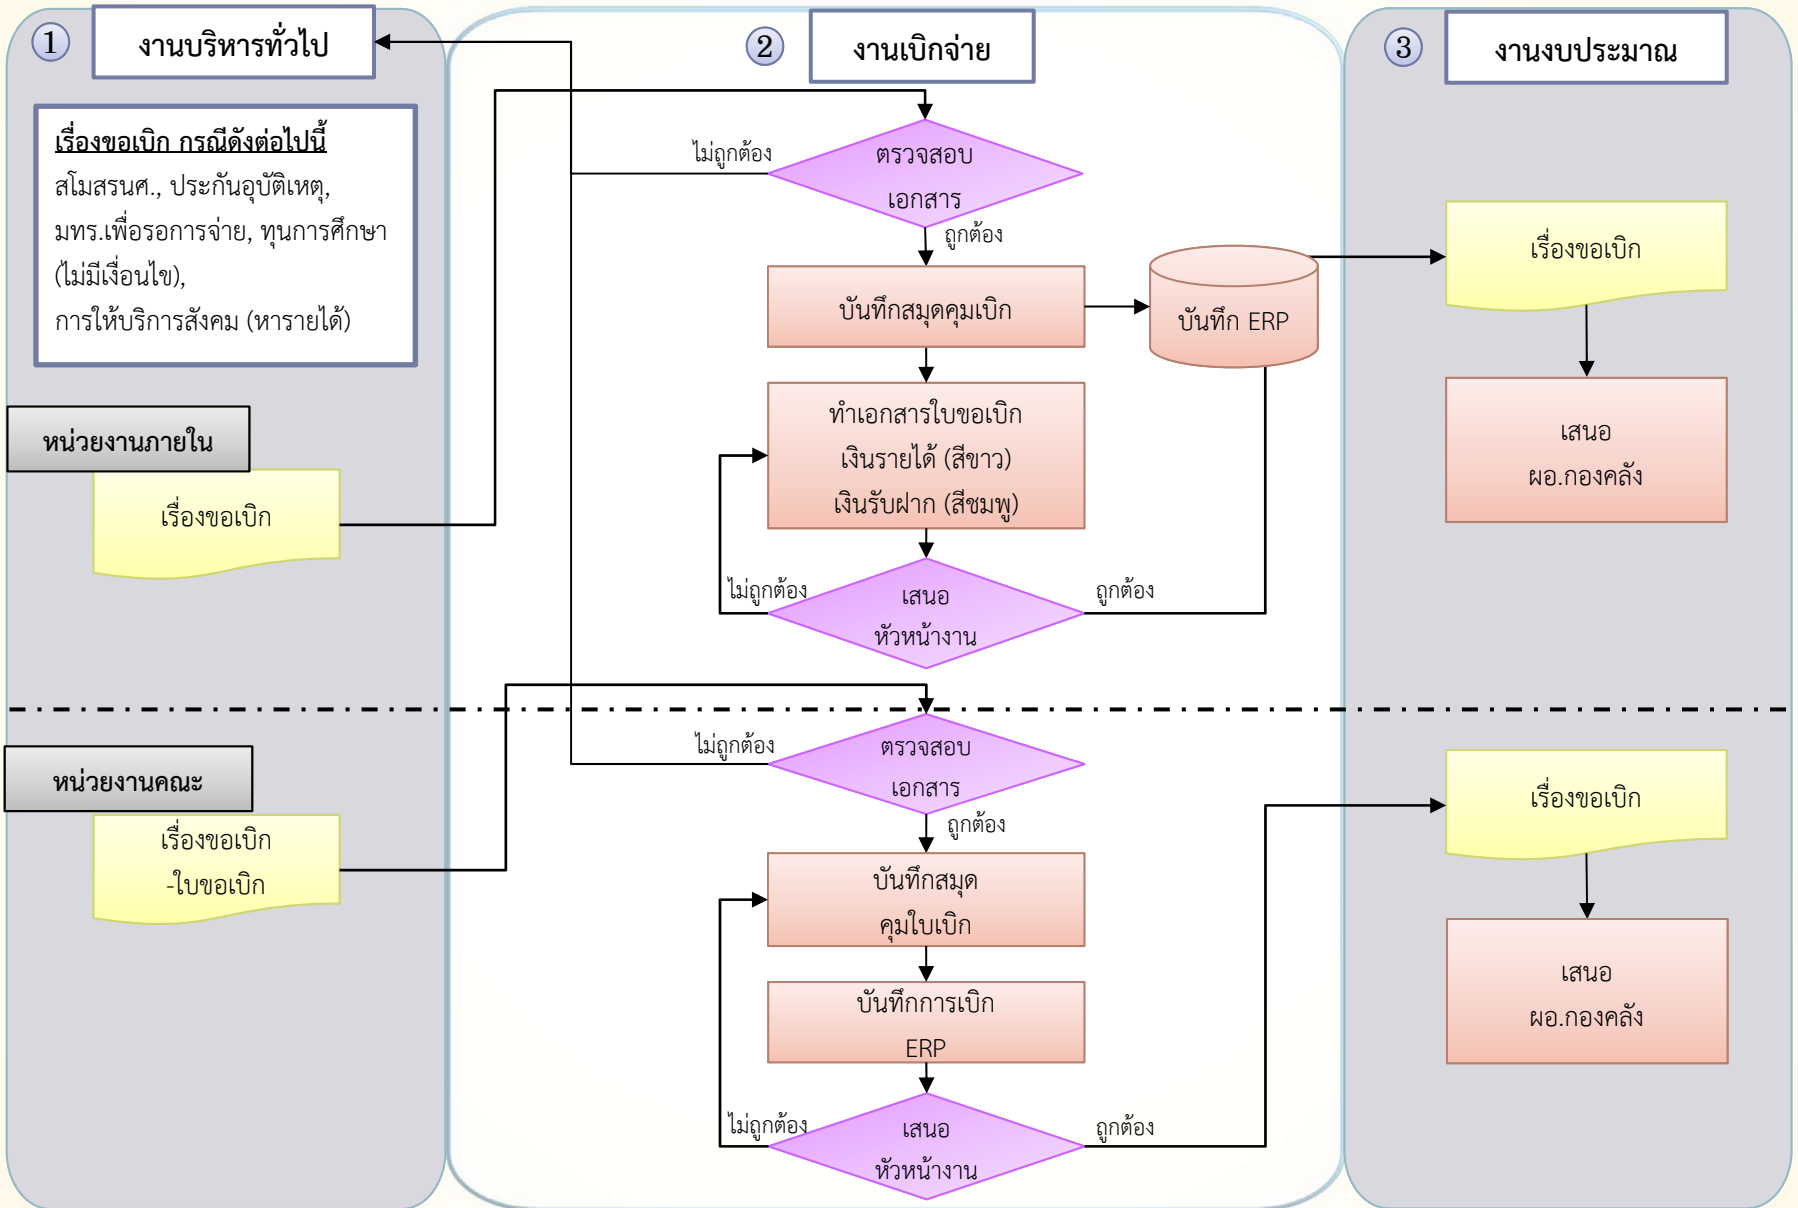 1
งานบริหารทั่วไป
เรื่องขอเบิก กรณีดังต่อไปนี้
สโมสรนศ., ประกันอุบัติเหตุ,
มทร.เพื่อรอการจ่าย, ทุนการศึกษา
(ไม่มีเงื่อนไข),
การให้บริการสังคม (หารายได้)
หน่วยงานภายใน
เรื่องขอเบิก
หน่วยงานคณะ
เรื่องขอเบิก
-ใบขอเบิก
2
งานเบิกจ่าย
ตรวจสอบ
เอกสาร
ไม่ถูกต้อง
ถูกต้อง
บันทึกสมุดคุมเบิก
บันทึก ERP
ทำเอกสารใบขอเบิก
เงินรายได้ (สีขาว)
เงินรับฝาก (สีชมพู)
ไม่ถูกต้อง
เสนอ
หัวหน้างาน
ถูกต้อง
ไม่ถูกต้อง
ตรวจสอบ
เอกสาร
ถูกต้อง
บันทึกสมุด
คุมใบเบิก
บันทึกการเบิก
ERP
ไม่ถูกต้อง
เสนอ
หัวหน้างาน
ถูกต้อง
3
งานงบประมาณ
เรื่องขอเบิก
เสนอ
ผอ.กองคลัง
เรื่องขอเบิก
เสนอ
ผอ.กองคลัง